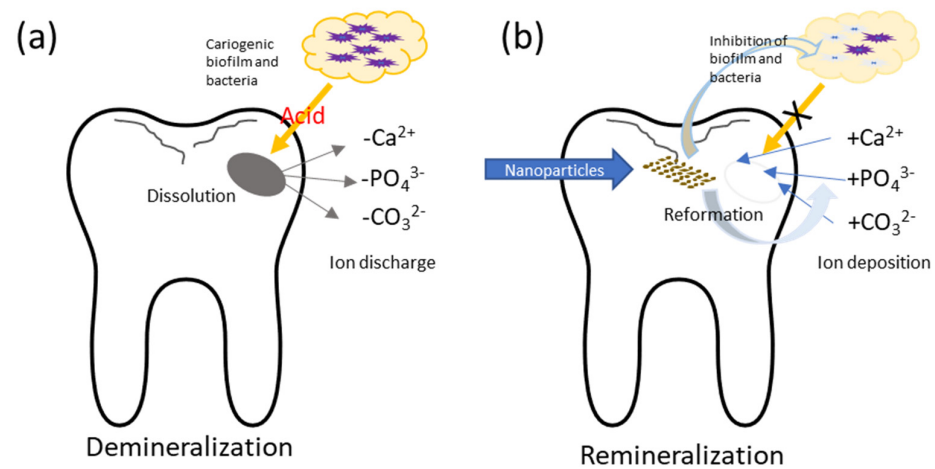 (a)
Cariogenic
biofilm and
bacteria
Acid
-Ca²⁺
-PO₄³⁻
-CO₃²⁻
Dissolution
Ion discharge
Demineralization
(b)
Inhibition of
biofilm and
bacteria
Nanoparticles
+Ca²⁺
+PO₄³⁻
+CO₃²⁻
Reformation
Ion deposition
Remineralization